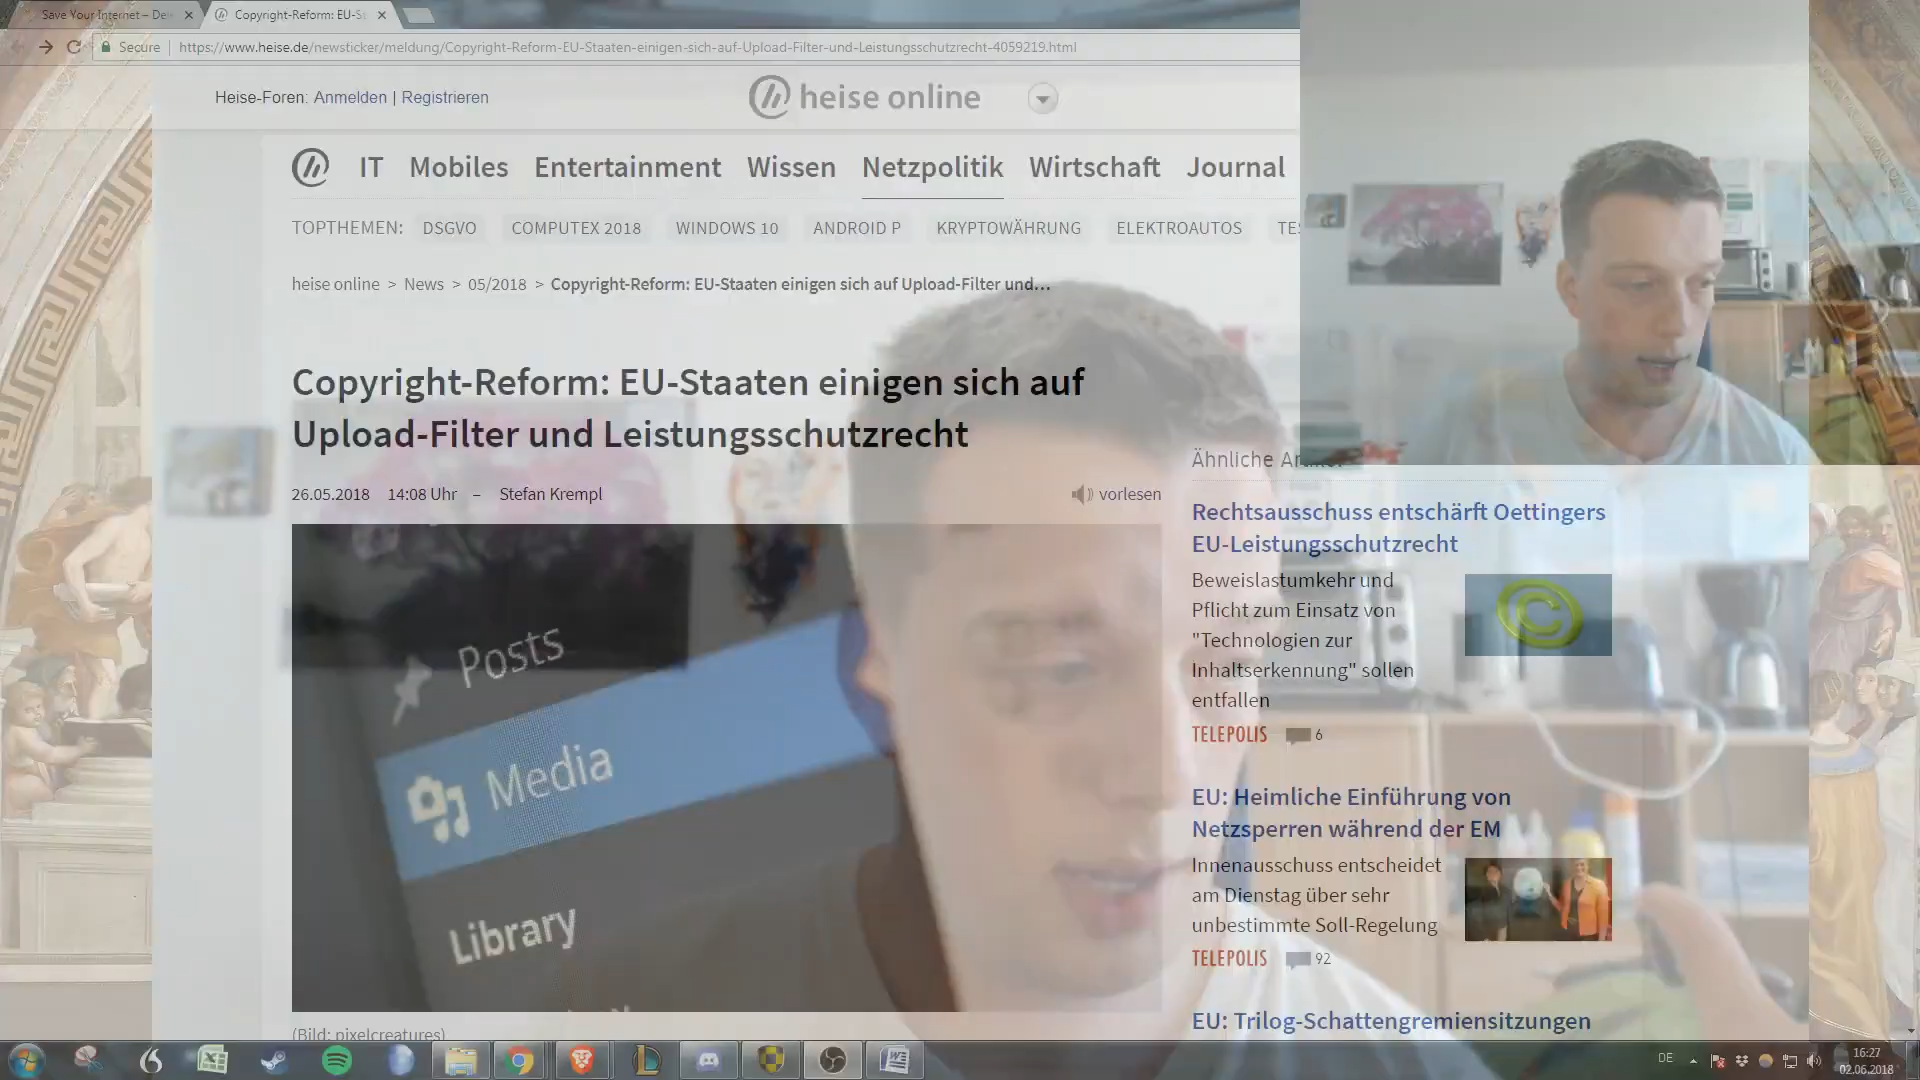 Save Your Internet – De
Copyright-Reform: EU-St
Secure
https://www.heise.de/newsticker/meldung/Copyright-Reform-EU-Staaten-einigen-sich-auf-Upload-Filter-und-Leistungsschutzrecht-4059219.html
Heise-Foren: Anmelden | Registrieren
heise online
IT Mobiles Entertainment Wissen Netzpolitik Wirtschaft Journal
TOPTHEMEN: DSGVO COMPUTEX 2018 WINDOWS 10 ANDROID P KRYPTOWÄHRUNG ELEKTROAUTOS TES
heise online > News > 05/2018 > Copyright-Reform: EU-Staaten einigen sich auf Upload-Filter und…
Copyright-Reform: EU-Staaten einigen sich auf
Upload-Filter und Leistungsschutzrecht
26.05.2018 14:08 Uhr – Stefan Krempl
vorlesen
Posts
Media
Library
(Bild: pixelcreatures)
Ähnliche
Rechtsausschuss entschärft Oettingers
EU-Leistungsschutzrecht
Beweislastumkehr und
Pflicht zum Einsatz von
"Technologien zur
Inhaltserkennung" sollen
entfallen
TELEPOLIS 6
EU: Heimliche Einführung von
Netzsperren während der EM
Innenausschuss entscheidet
am Dienstag über sehr
unbestimmte Soll-Regelung
TELEPOLIS 92
EU: Trilog-Schattengremiensitzungen
DE
16:27
02.06.2018